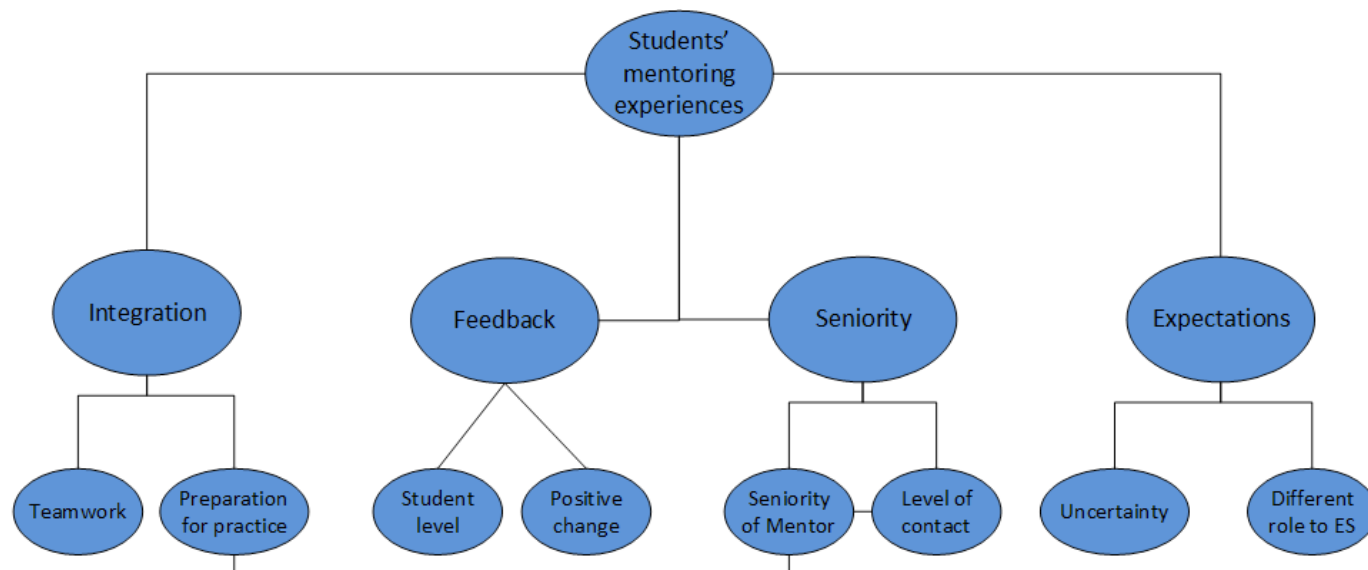 Students’
mentoring
experiences
Integration
Feedback
Seniority
Expectations
Teamwork
Preparation
for practice
Student
level
Positive
change
Seniority
of Mentor
Level of
contact
Uncertainty
Different
role to ES